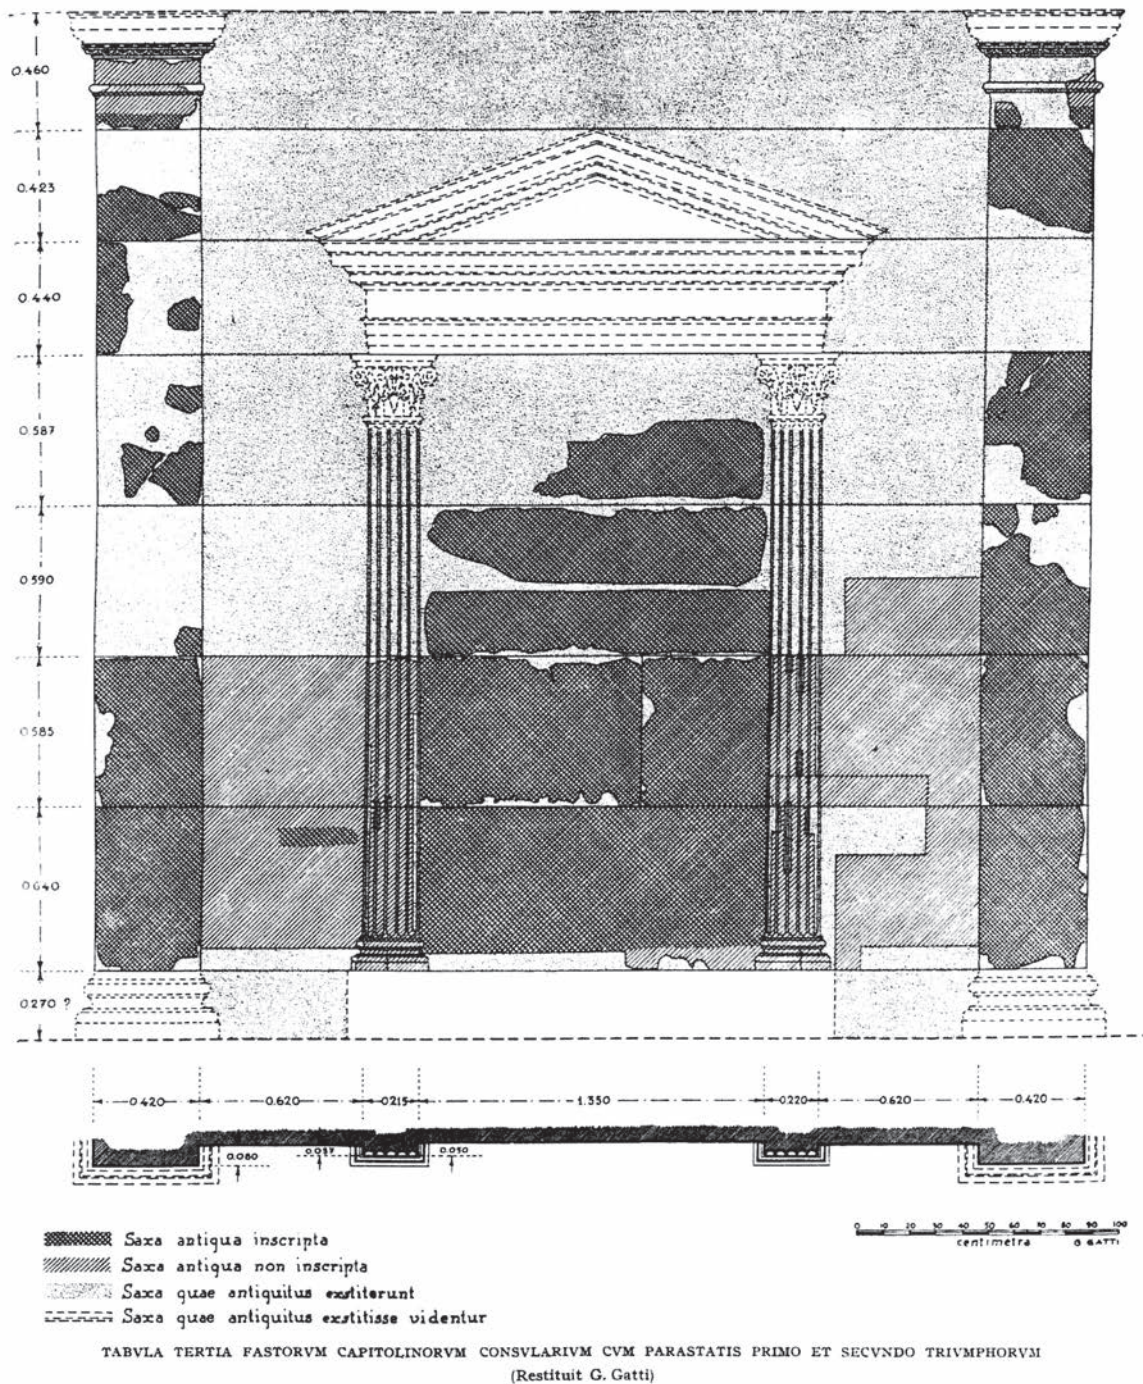 0.460
0.423
0.440
0.587
0.590
0.585
0.640
0.270 ?
0.420 0.620 0.215 1.350 0.220 0.620 0.420
0.080 0.037 0.050
0 10 20 30 40 50 60 70 80 90 100
centimetra G GATTI
Saxa antiqua inscripta
Saxa antiqua non inscripta
Saxa quae antiquitus exstiterunt
Saxa quae antiquitus exstitisse videntur
TABVLA TERTIA FASTORVM CAPITOLINORVM CONSVLARIVM CVM PARASTATIS PRIMO ET SECVNDO TRIVMPHORVM
(Restituit G. Gatti)